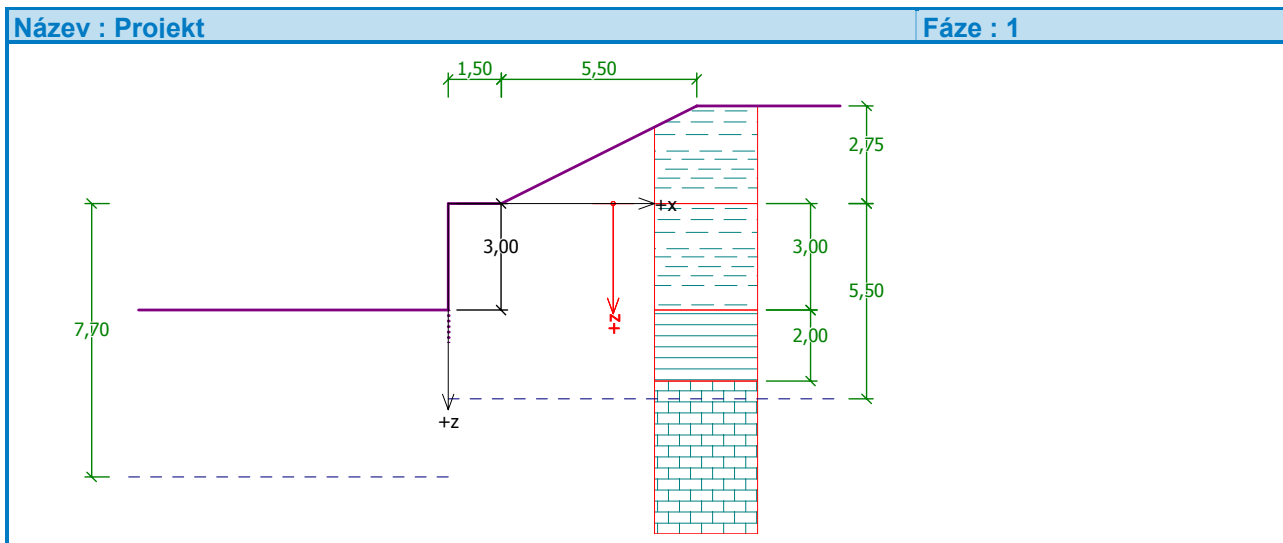 Název : Projekt
Fáze : 1
1,50
5,50
2,75
+x
3,00
3,00
5,50
+z
7,70
2,00
+z